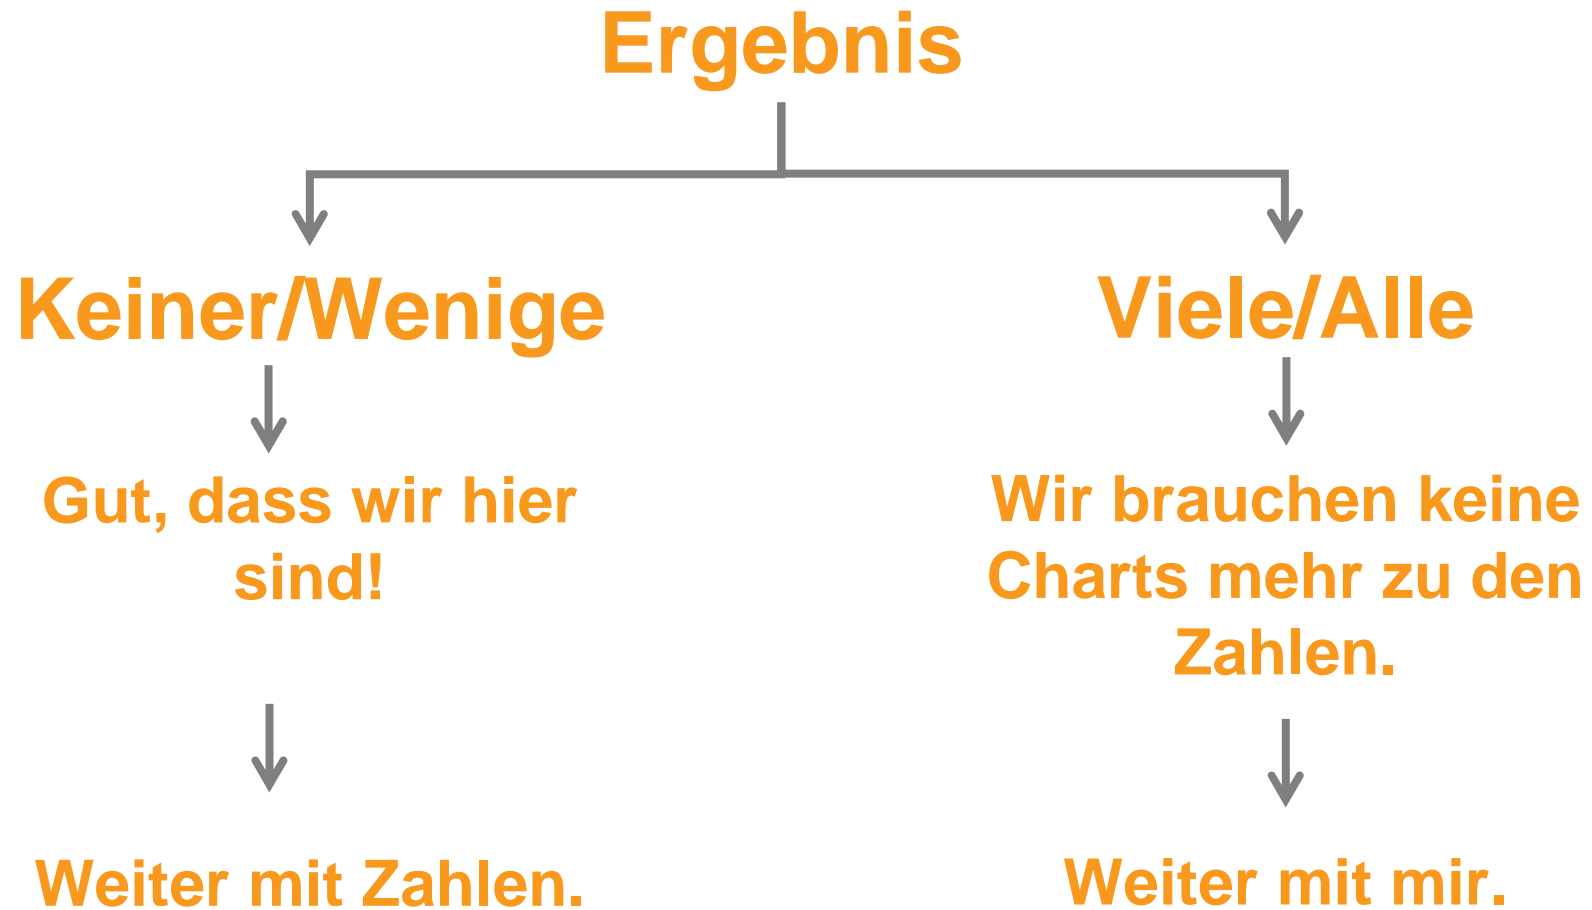 Ergebnis
Keiner/Wenige
Viele/Alle
Gut, dass wir hier
sind!
Wir brauchen keine
Charts mehr zu den
Zahlen.
Weiter mit Zahlen.
Weiter mit mir.